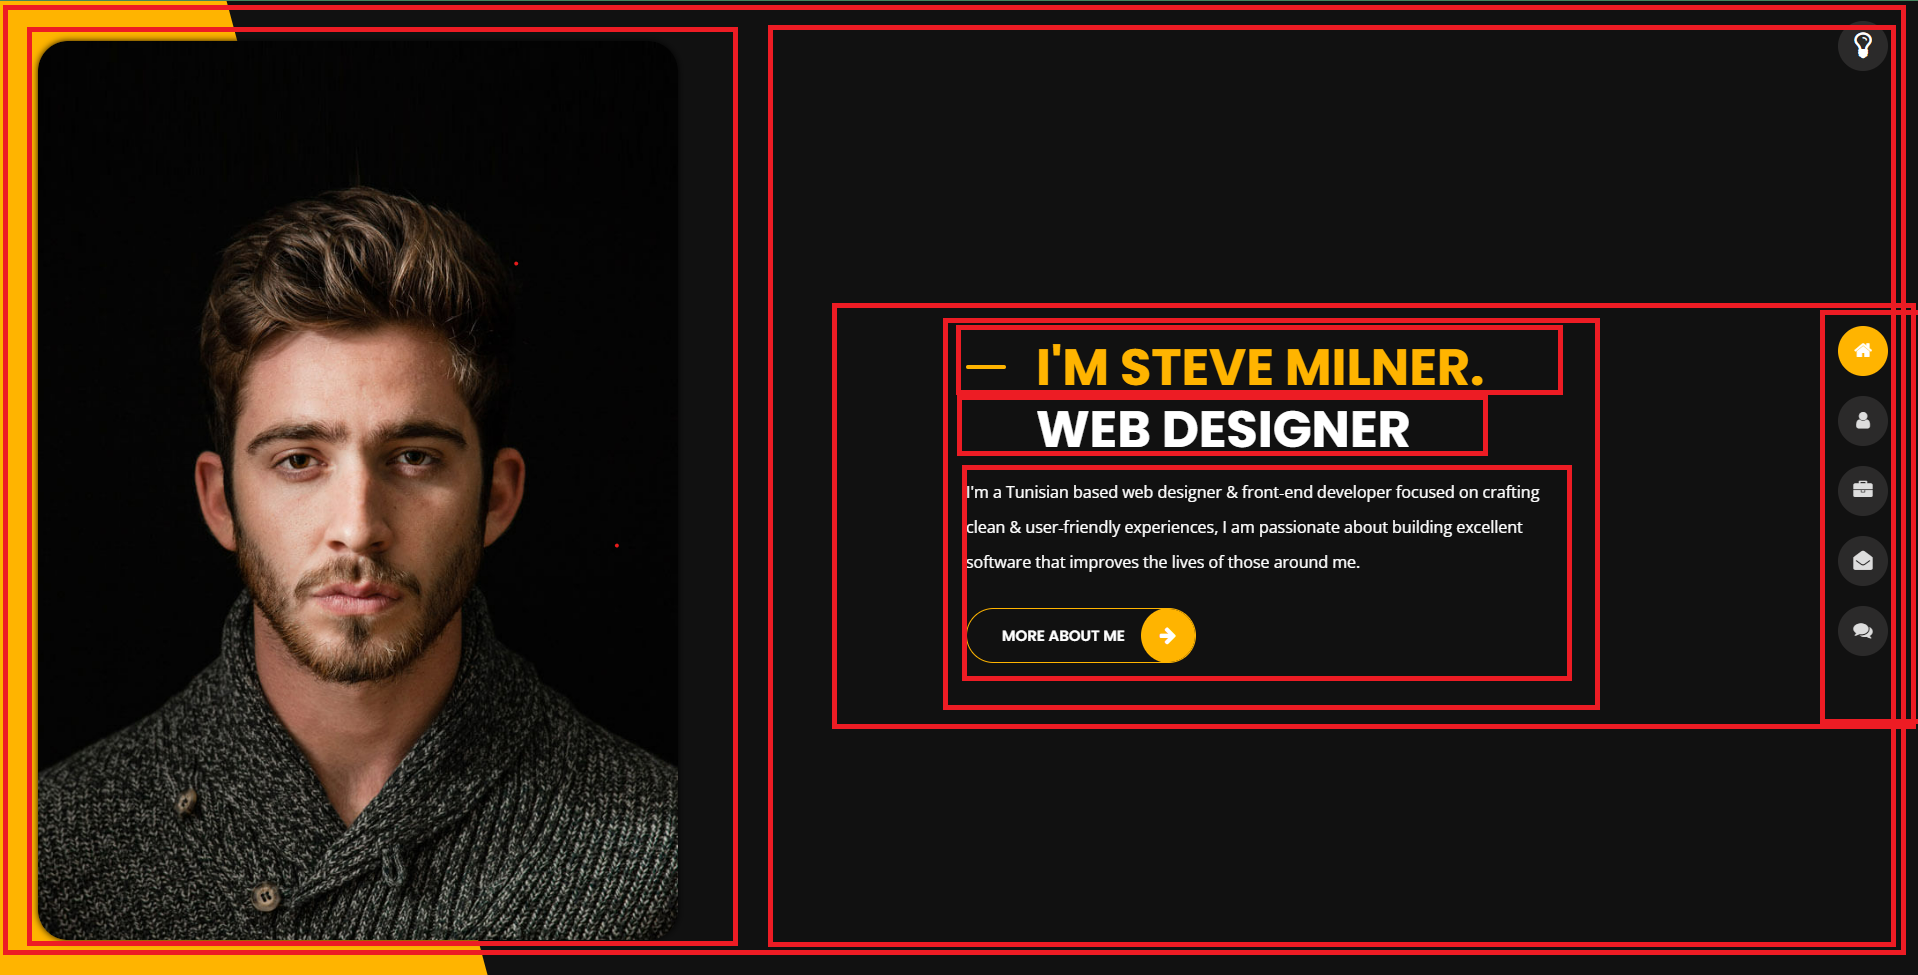 I'M STEVE MILNER.
WEB DESIGNER
I'm a Tunisian based web designer & front-end developer focused on crafting
clean & user-friendly experiences, I am passionate about building excellent
software that improves the lives of those around me.
MORE ABOUT ME